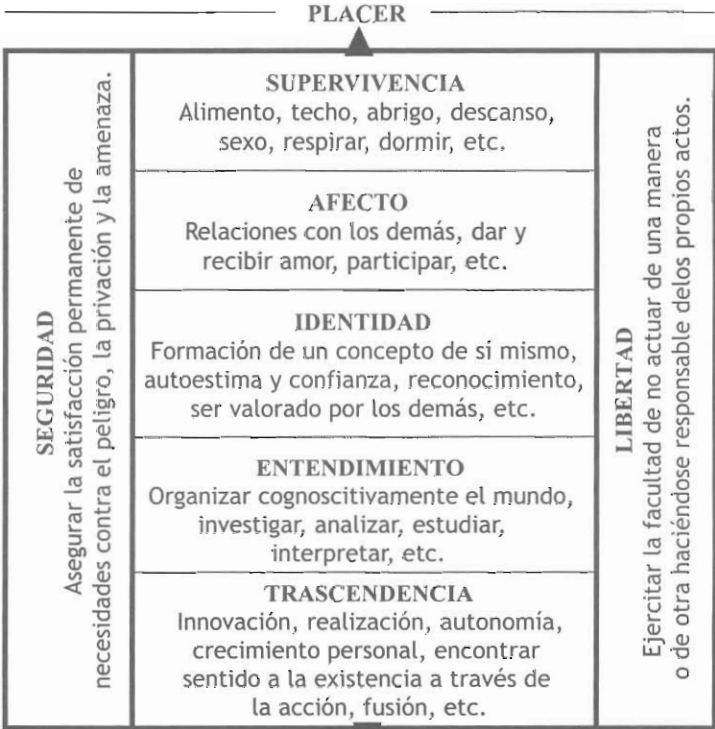 PLACER
SEGURIDAD
Asegurar la satisfacción permanente de
necesidades contra el peligro, la privación y la amenaza.
SUPERVIVENCIA
Alimento, techo, abrigo, descanso,
sexo, respirar, dormir, etc.
AFECTO
Relaciones con los demás, dar y
recibir amor, participar, etc.
IDENTIDAD
Formación de un concepto de sí mismo,
autoestima y confianza, reconocimiento,
ser valorado por los demás, etc.
ENTENDIMIENTO
Organizar cognoscitivamente el mundo,
investigar, analizar, estudiar,
interpretar, etc.
TRASCENDENCIA
Innovación, realización, autonomía,
crecimiento personal, encontrar
sentido a la existencia a través de
la acción, fusión, etc.
LIBERTAD
Ejercitar la facultad de no actuar de una manera
o de otra haciéndose responsable delos propios actos.